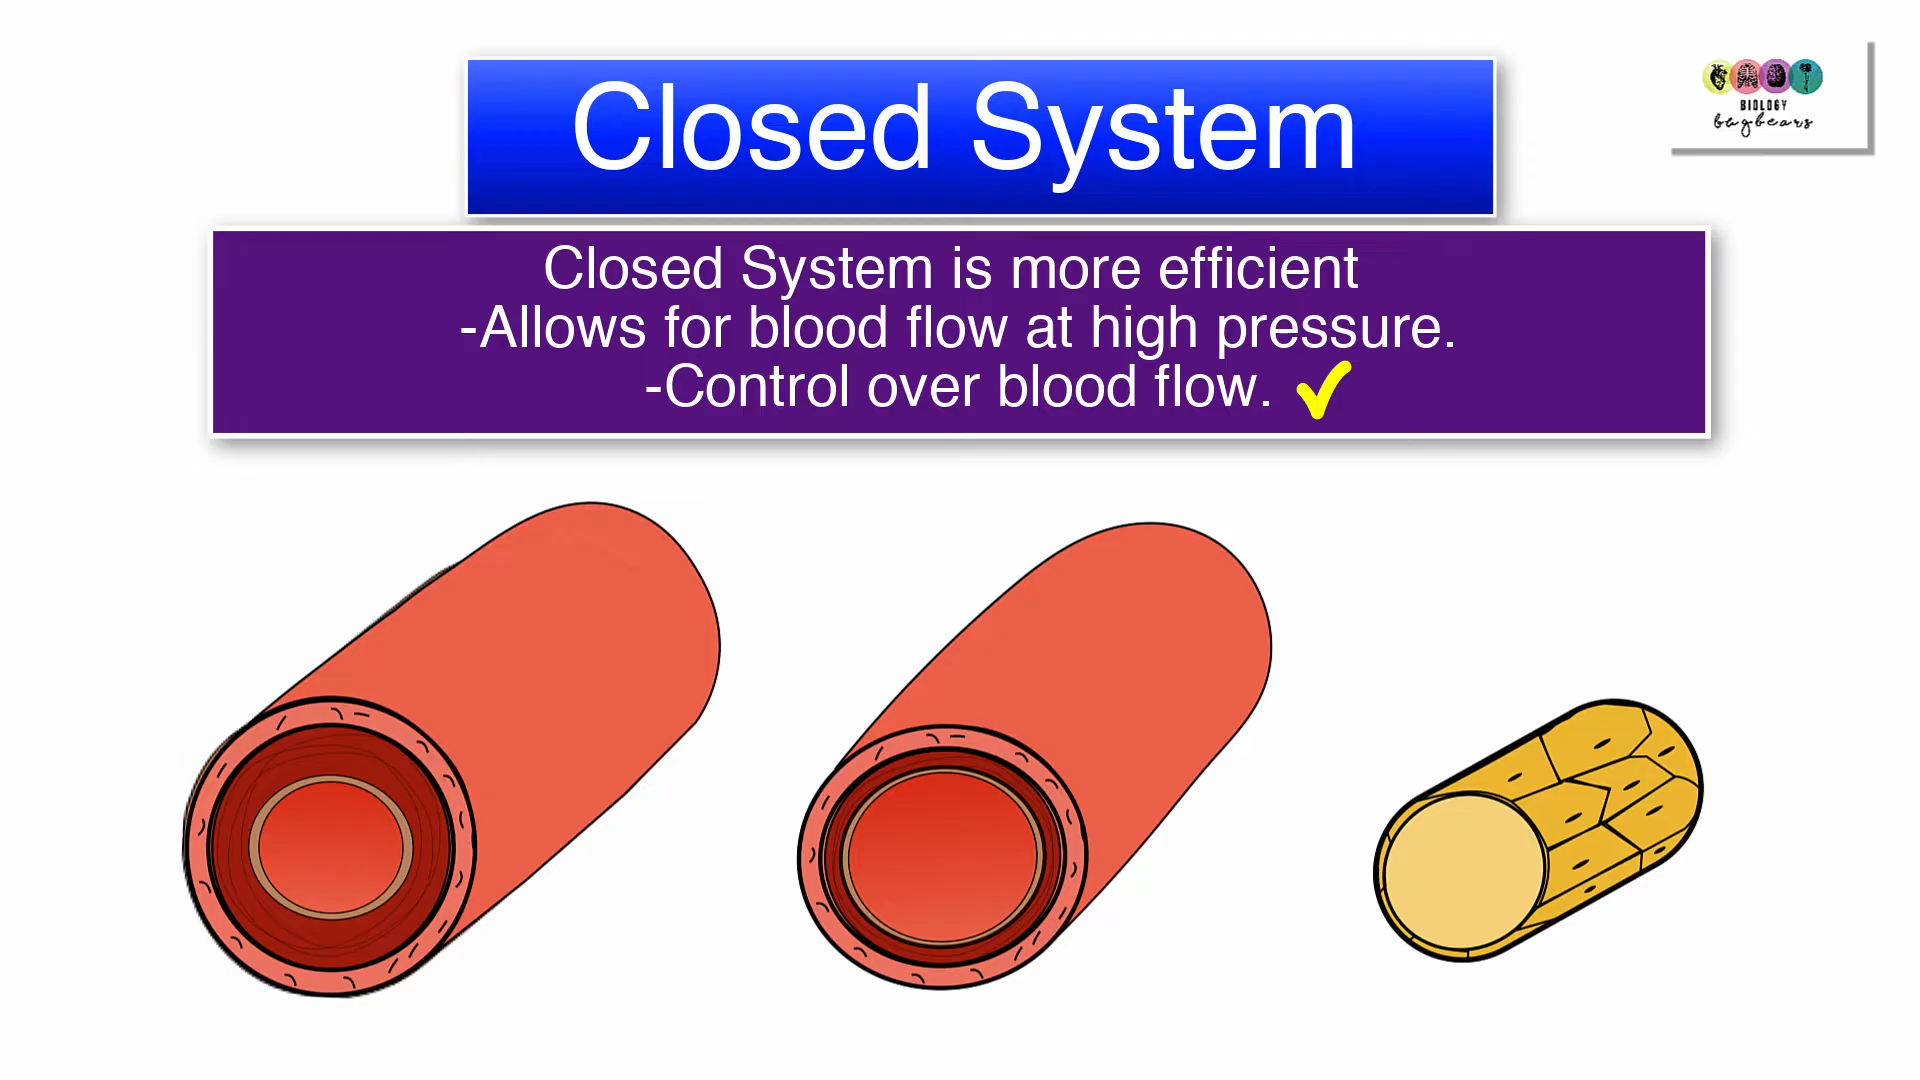 Closed System
BIOLOGY
bugbears
Closed System is more efficient
-Allows for blood flow at high pressure.
-Control over blood flow.